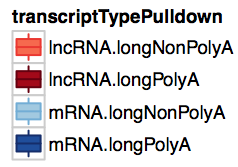 transcriptTypePulldown
lncRNA.longNonPolyA
lncRNA.longPolyA
mRNA.longNonPolyA
mRNA.longPolyA